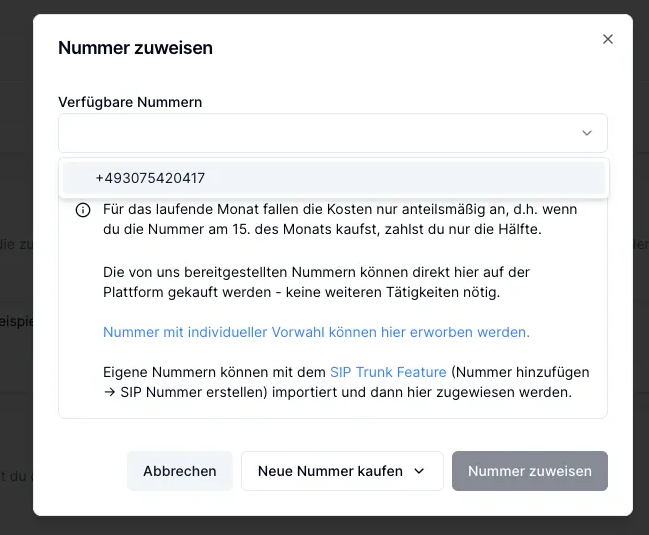 Nummer zuweisen
Verfügbare Nummern
+493075420417
Für das laufende Monat fallen die Kosten nur anteilsmäßig an, d.h. wenn
du die Nummer am 15. des Monats kaufst, zahlst du nur die Hälfte.
Die von uns bereitgestellten Nummern können direkt hier auf der
Plattform gekauft werden - keine weiteren Tätigkeiten nötig.
Nummer mit individueller Vorwahl können hier erworben werden.
Eigene Nummern können mit dem SIP Trunk Feature (Nummer hinzufügen
→ SIP Nummer erstellen) importiert und dann hier zugewiesen werden.
Abbrechen
Neue Nummer kaufen
Nummer zuweisen